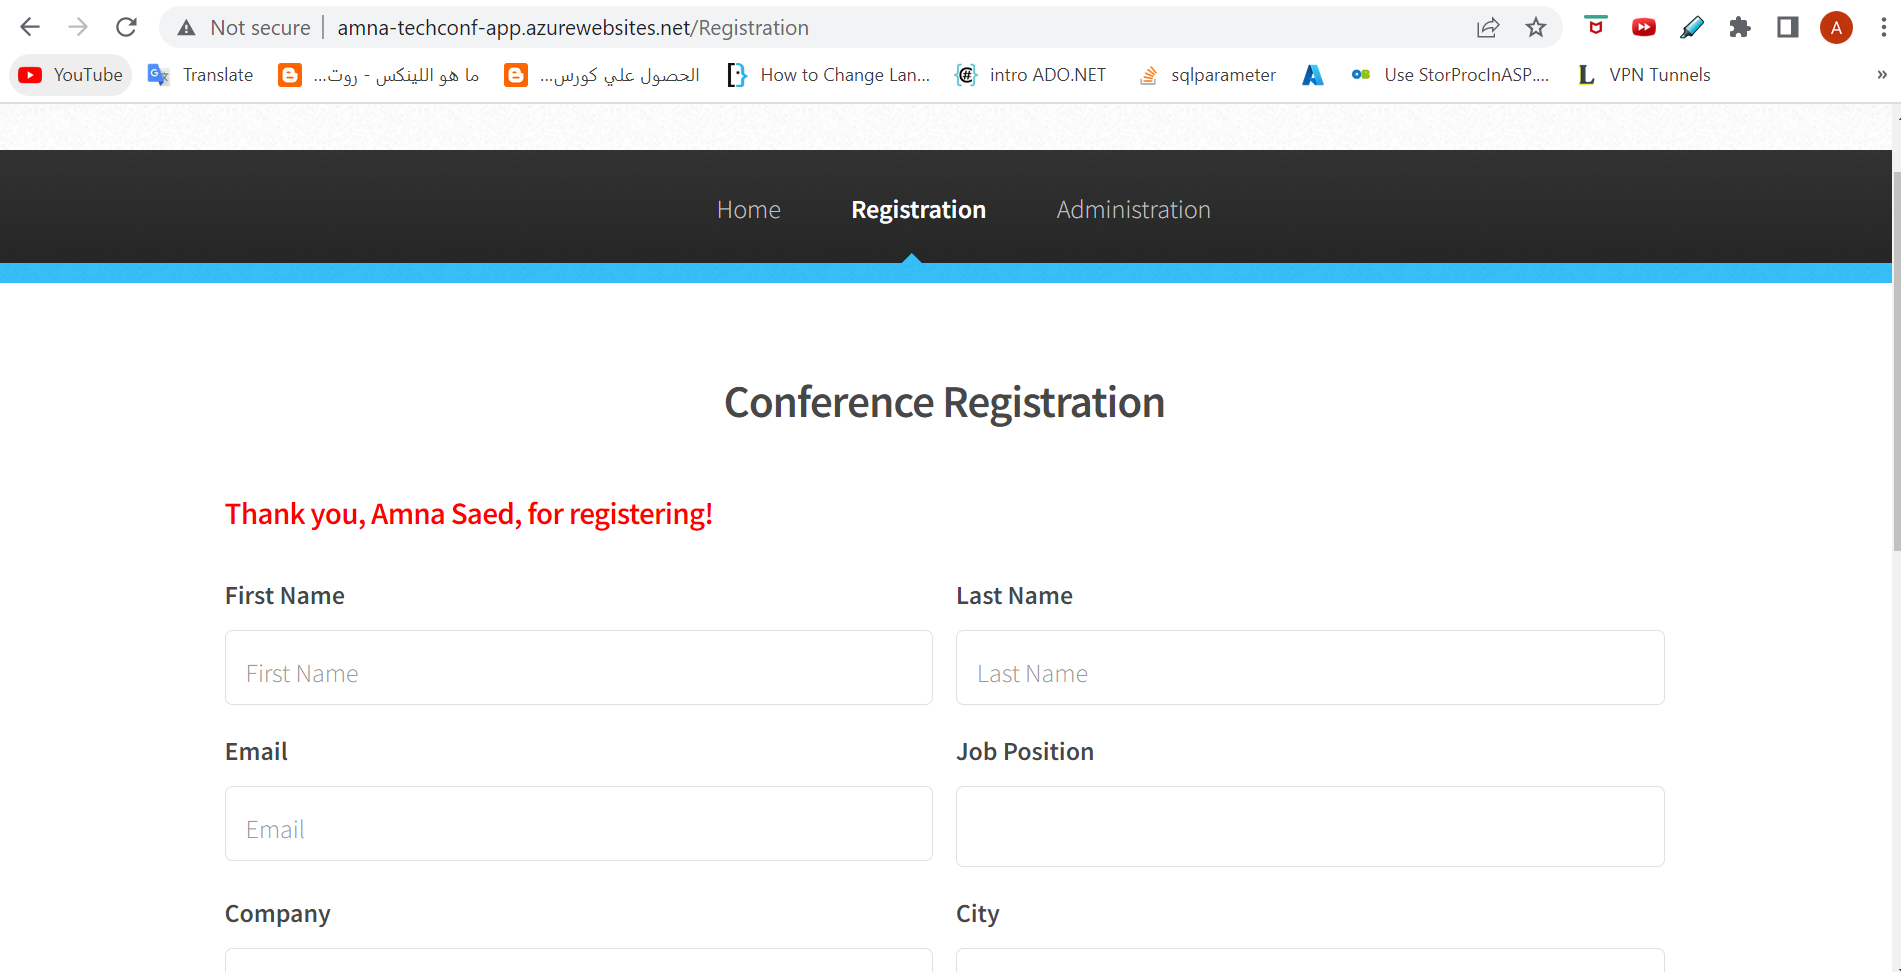 Not secure | amna-techconf-app.azurewebsites.net/Registration
A
YouTube Translate ...ما هو اللينكس - روت ...الحصول علي كورس How to Change Lan... intro ADO.NET sqlparameter Use StorProcInASP.... VPN Tunnels »
Home Registration Administration
Conference Registration
Thank you, Amna Saed, for registering!
First Name Last Name
First Name Last Name
Email Job Position
Email
Company City